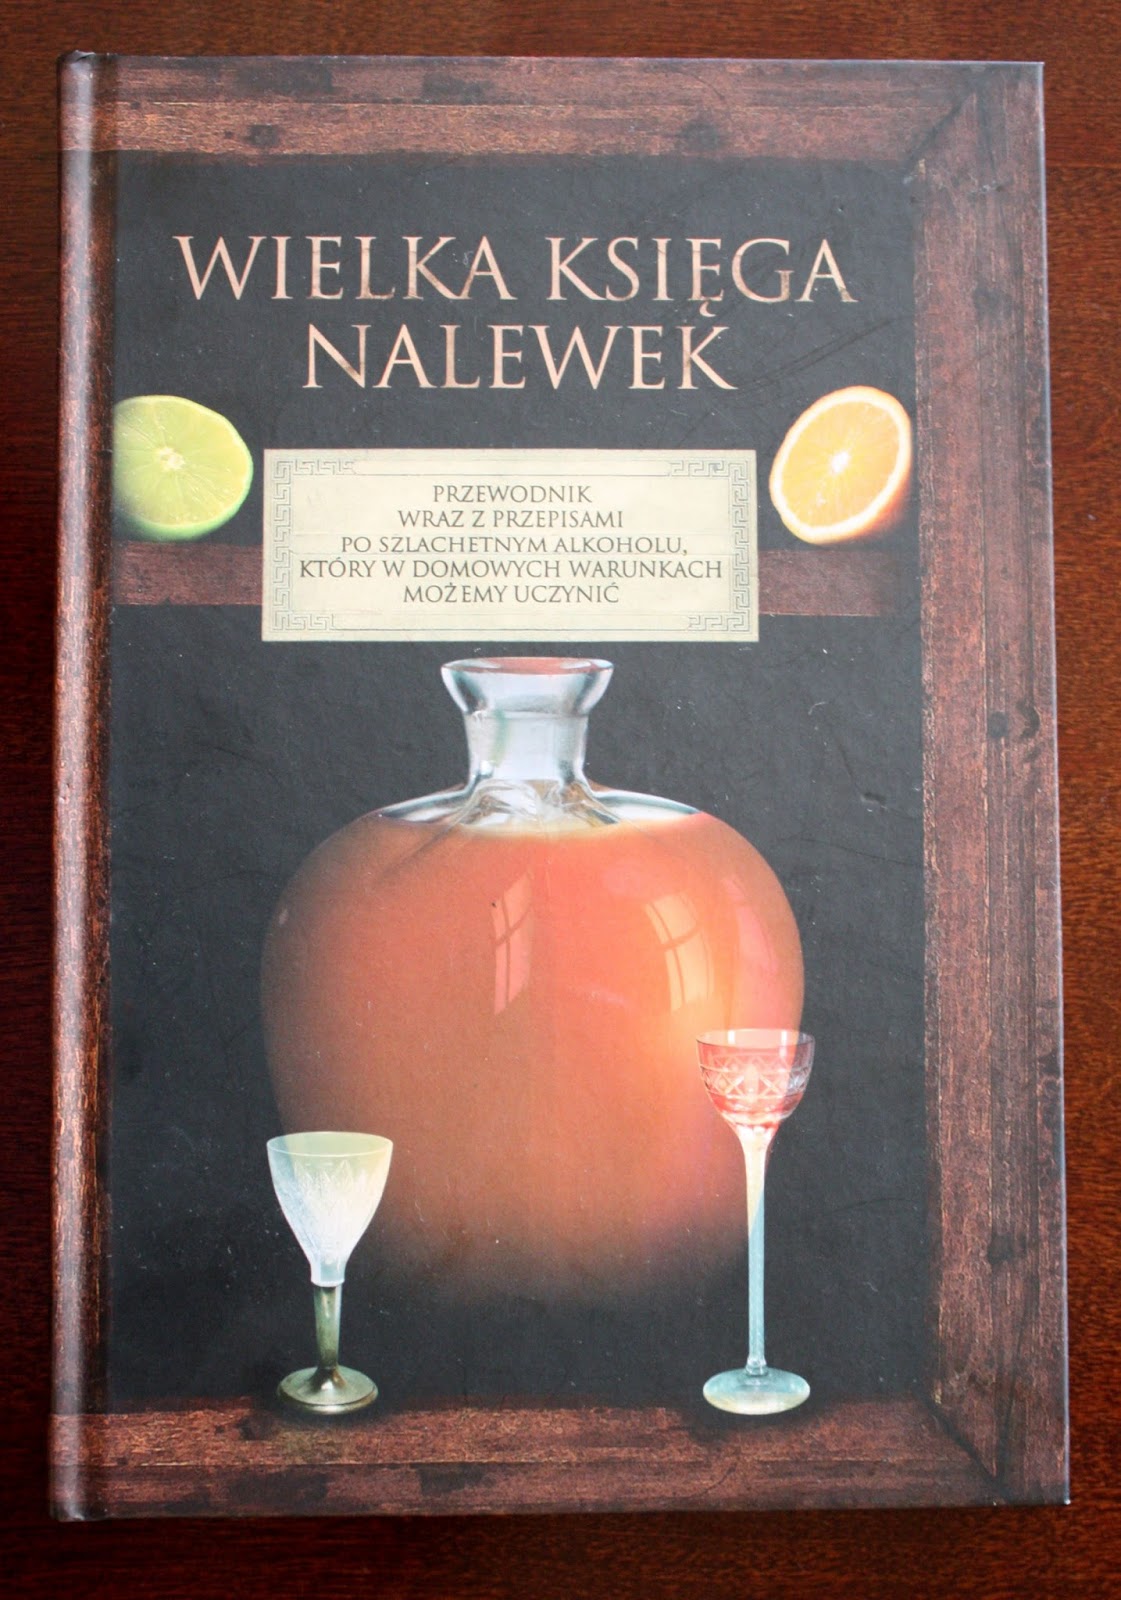 WIELKA KSIĘGA
NALEWEK
PRZEWODNIK
WRAZ Z PRZEPISAMI
PO SZLACHETNYM ALKOHOLU,
KTÓRY W DOMOWYCH WARUNKACH
MOŻEMY UCZYNIĆ